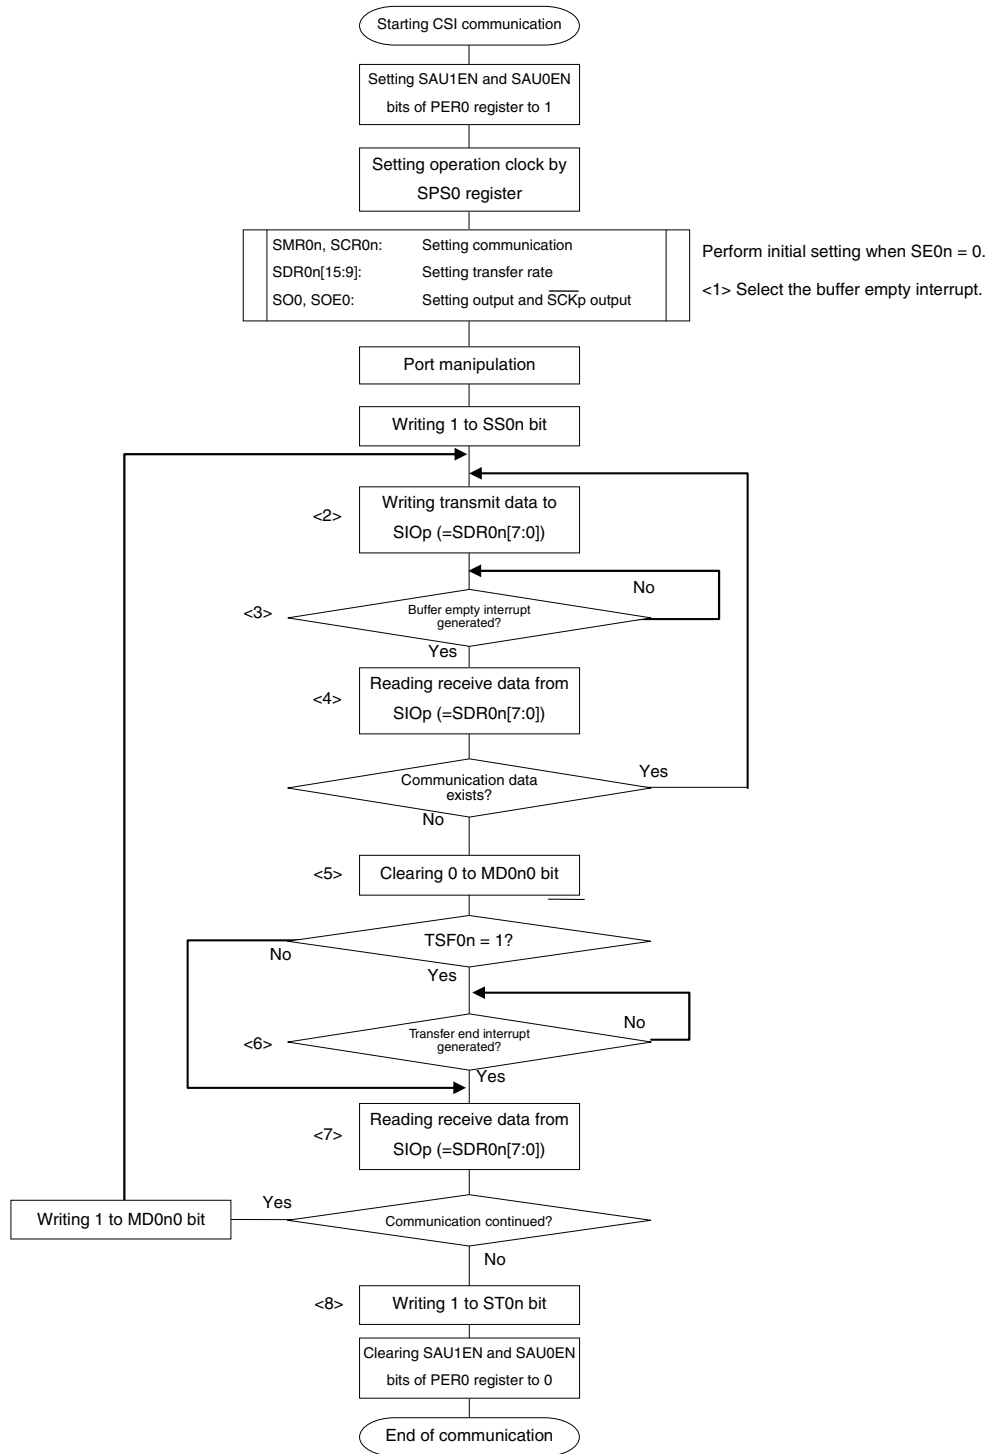 Starting CSI communication
Setting SAU1EN and SAU0EN
bits of PER0 register to 1
Setting operation clock by
SPS0 register
SMR0n, SCR0n: Setting communication
SDR0n[15:9]: Setting transfer rate
SO0, SOE0: Setting output and SCKp output
Perform initial setting when SE0n = 0.
<1> Select the buffer empty interrupt.
Port manipulation
Writing 1 to SS0n bit
<2>
Writing transmit data to
SIOp (=SDR0n[7:0])
No
<3>
Buffer empty interrupt
generated?
Yes
<4>
Reading receive data from
SIOp (=SDR0n[7:0])
Communication data
exists?
Yes
No
<5>
Clearing 0 to MD0n0 bit
TSF0n = 1?
No
Yes
No
<6>
Transfer end interrupt
generated?
Yes
<7>
Reading receive data from
SIOp (=SDR0n[7:0])
Yes
Writing 1 to MD0n0 bit
Communication continued?
No
<8>
Writing 1 to ST0n bit
Clearing SAU1EN and SAU0EN
bits of PER0 register to 0
End of communication